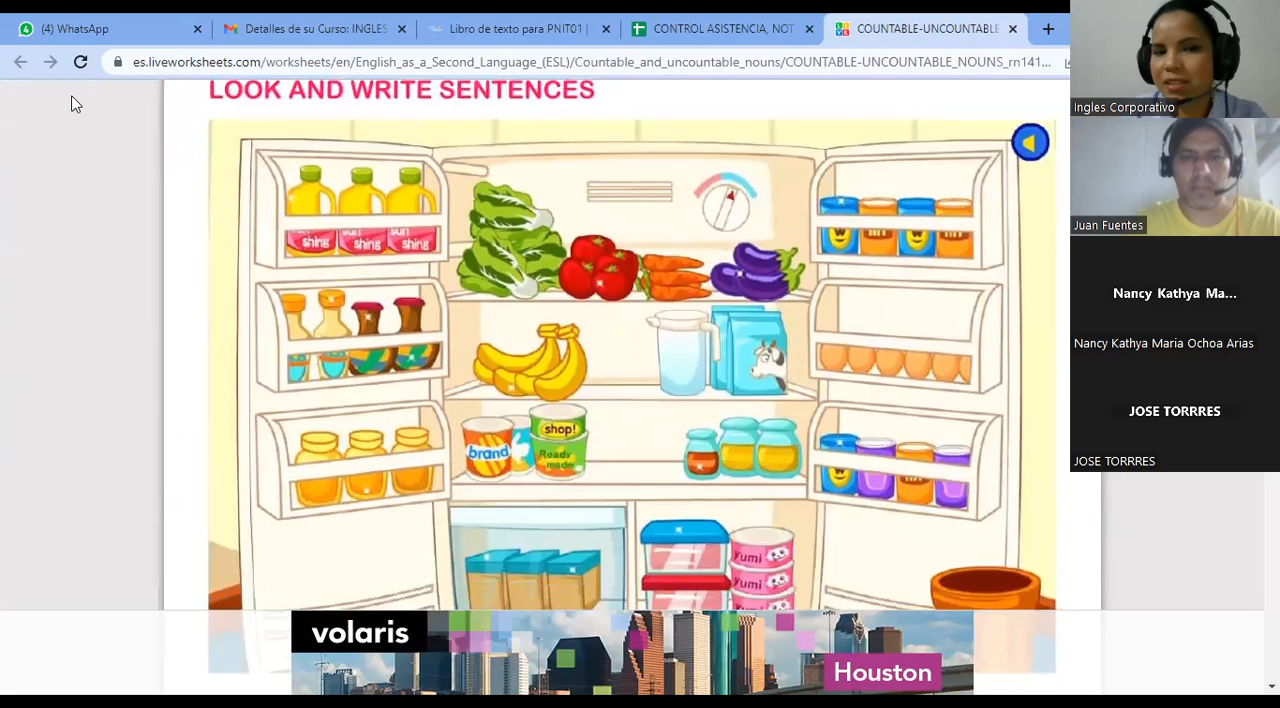 (4) WhatsApp
Detalles de su Curso: INGLES
Libro de texto para PNIT01 |
CONTROL ASISTENCIA, NOT
COUNTABLE-UNCOUNTABLE
es.liveworksheets.com/worksheets/en/English_as_a_Second_Language_(ESL)/Countable_and_uncountable_nouns/COUNTABLE-UNCOUNTABLE_NOUNS_rn141...
LOOK AND WRITE SENTENCES
shing shing shing
brand
shop!
Ready made
yumi
yumi
volaris
Houston
Ingles Corporativo
Juan Fuentes
Nancy Kathya Ma...
Nancy Kathya Maria Ochoa Arias
JOSE TORRRES
JOSE TORRRES